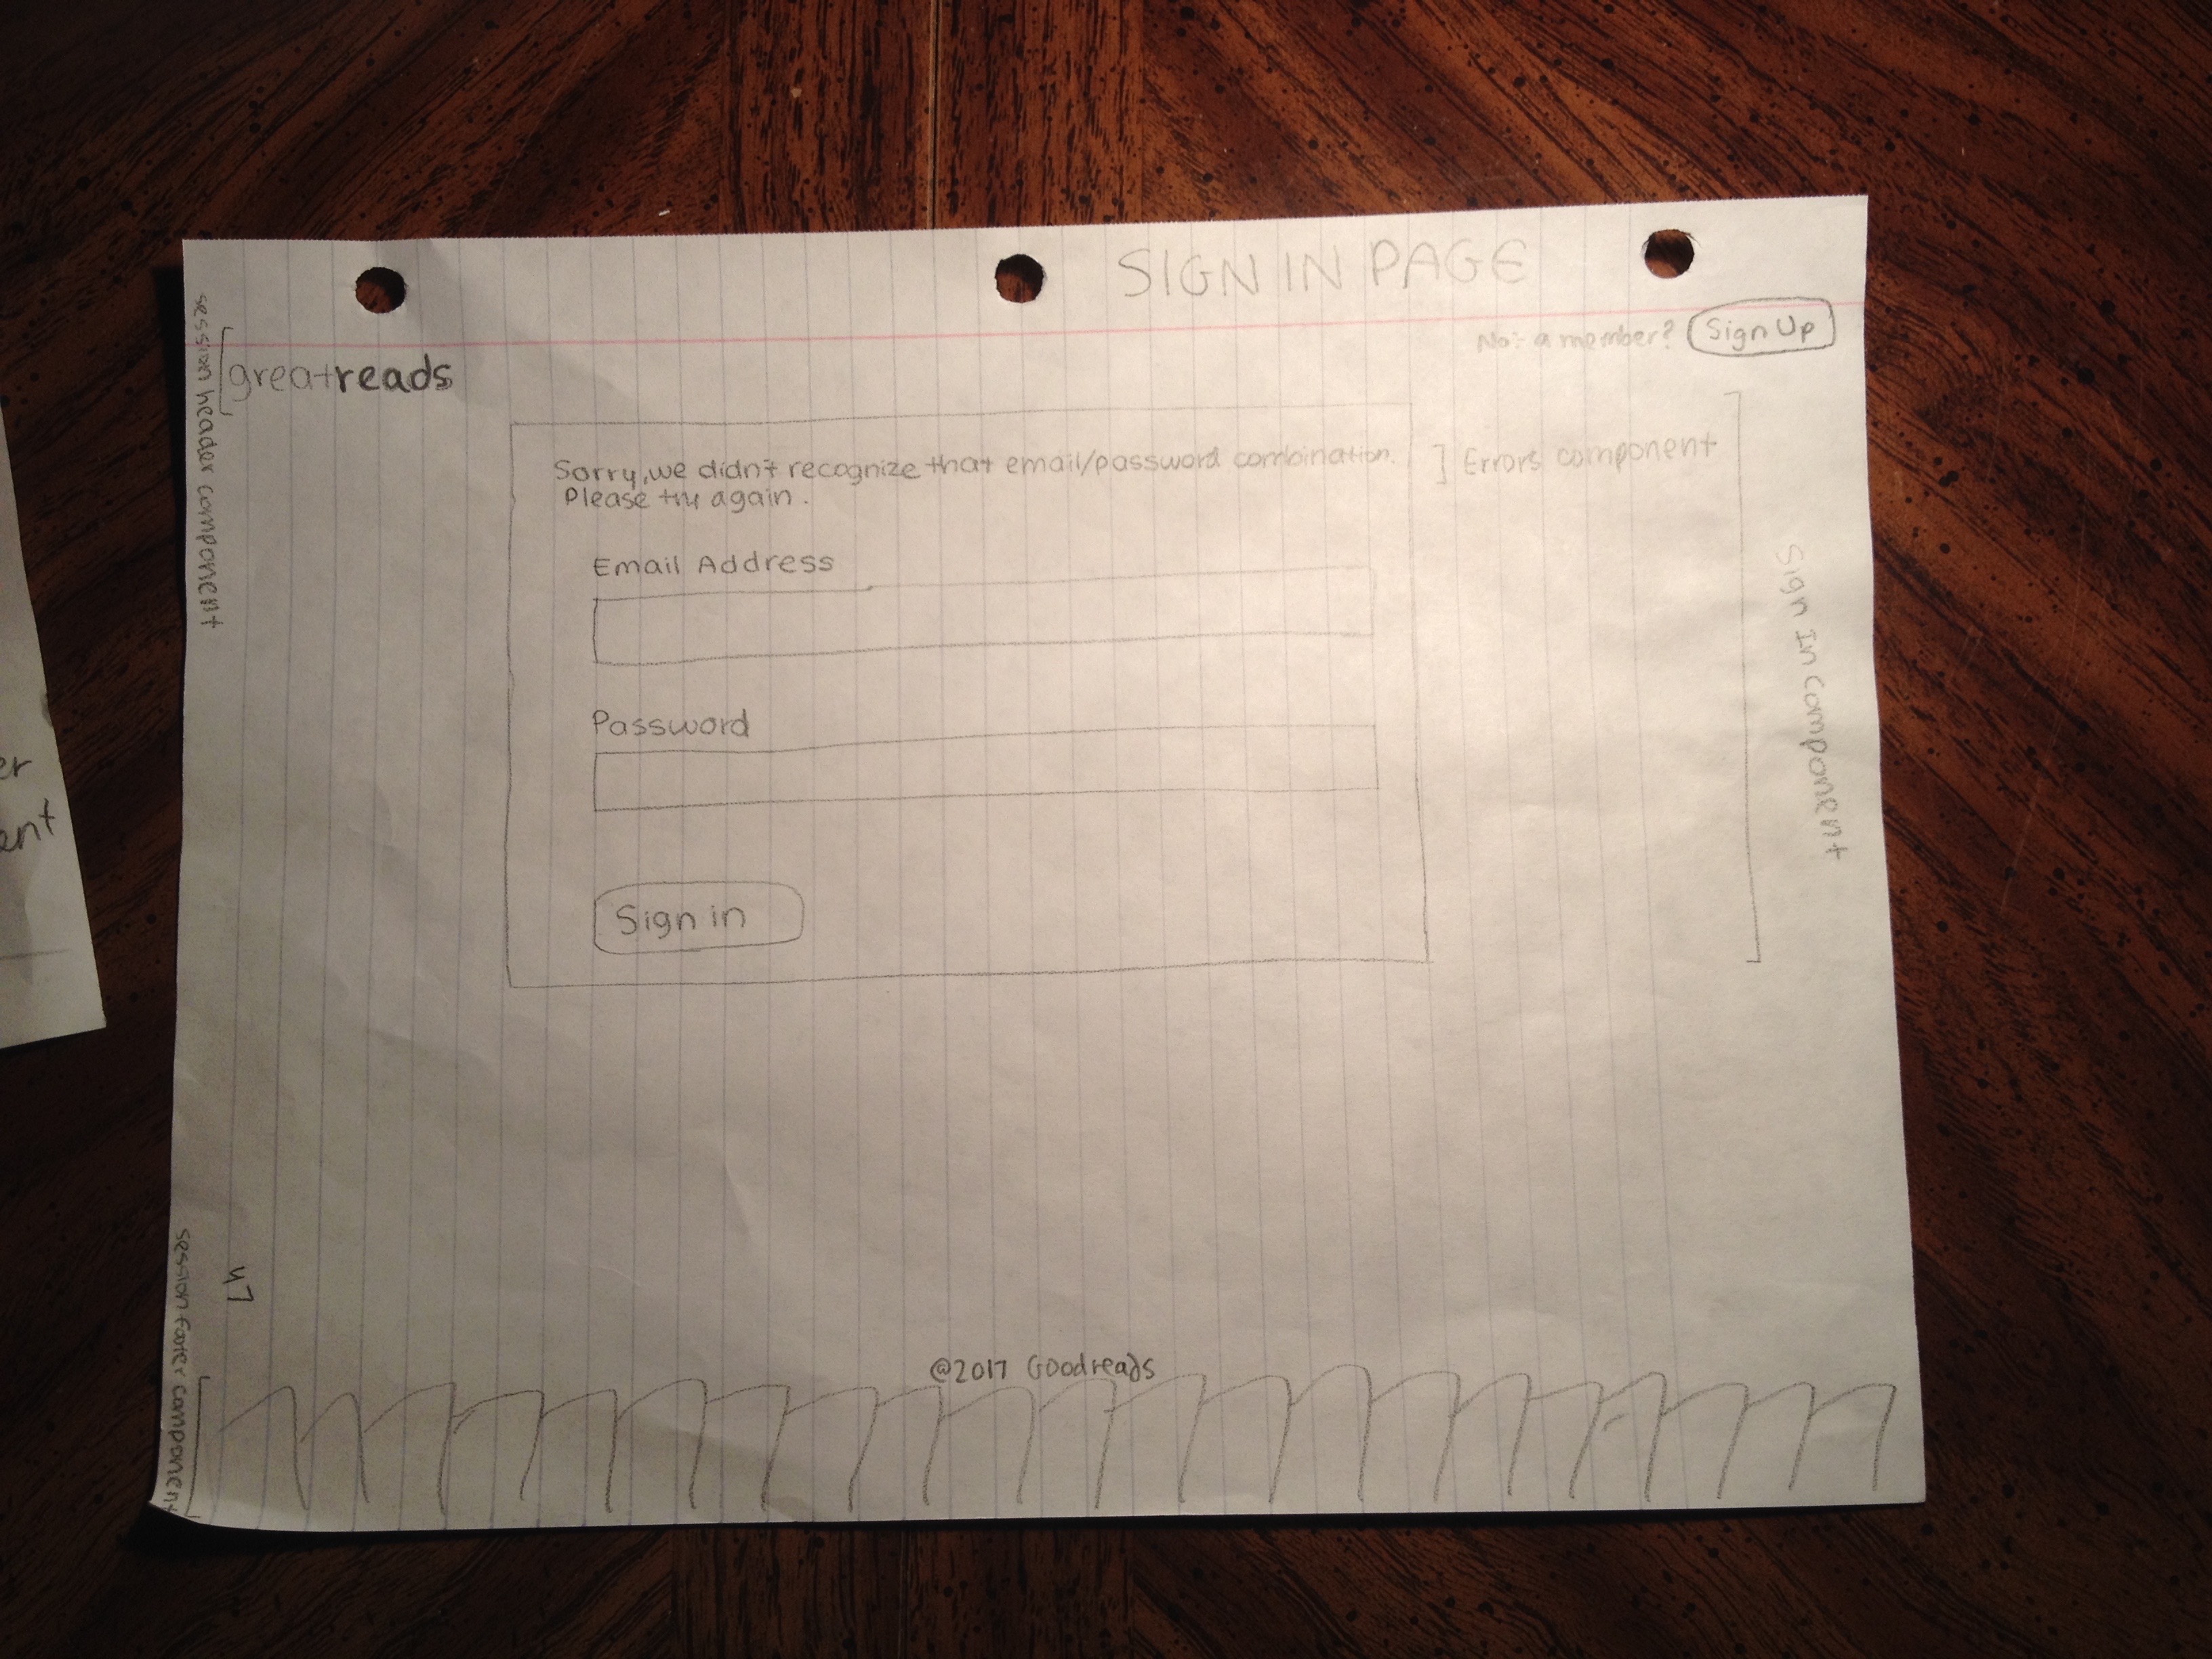 SIGN IN PAGE
Not a member? Sign Up
session header component
greatreads
Sorry, we didn't recognize that email/password combination.
Please try again.
] Errors component
Email Address
Password
Sign in
Sign In component
session footer component
@2017 Goodreads
er
ent